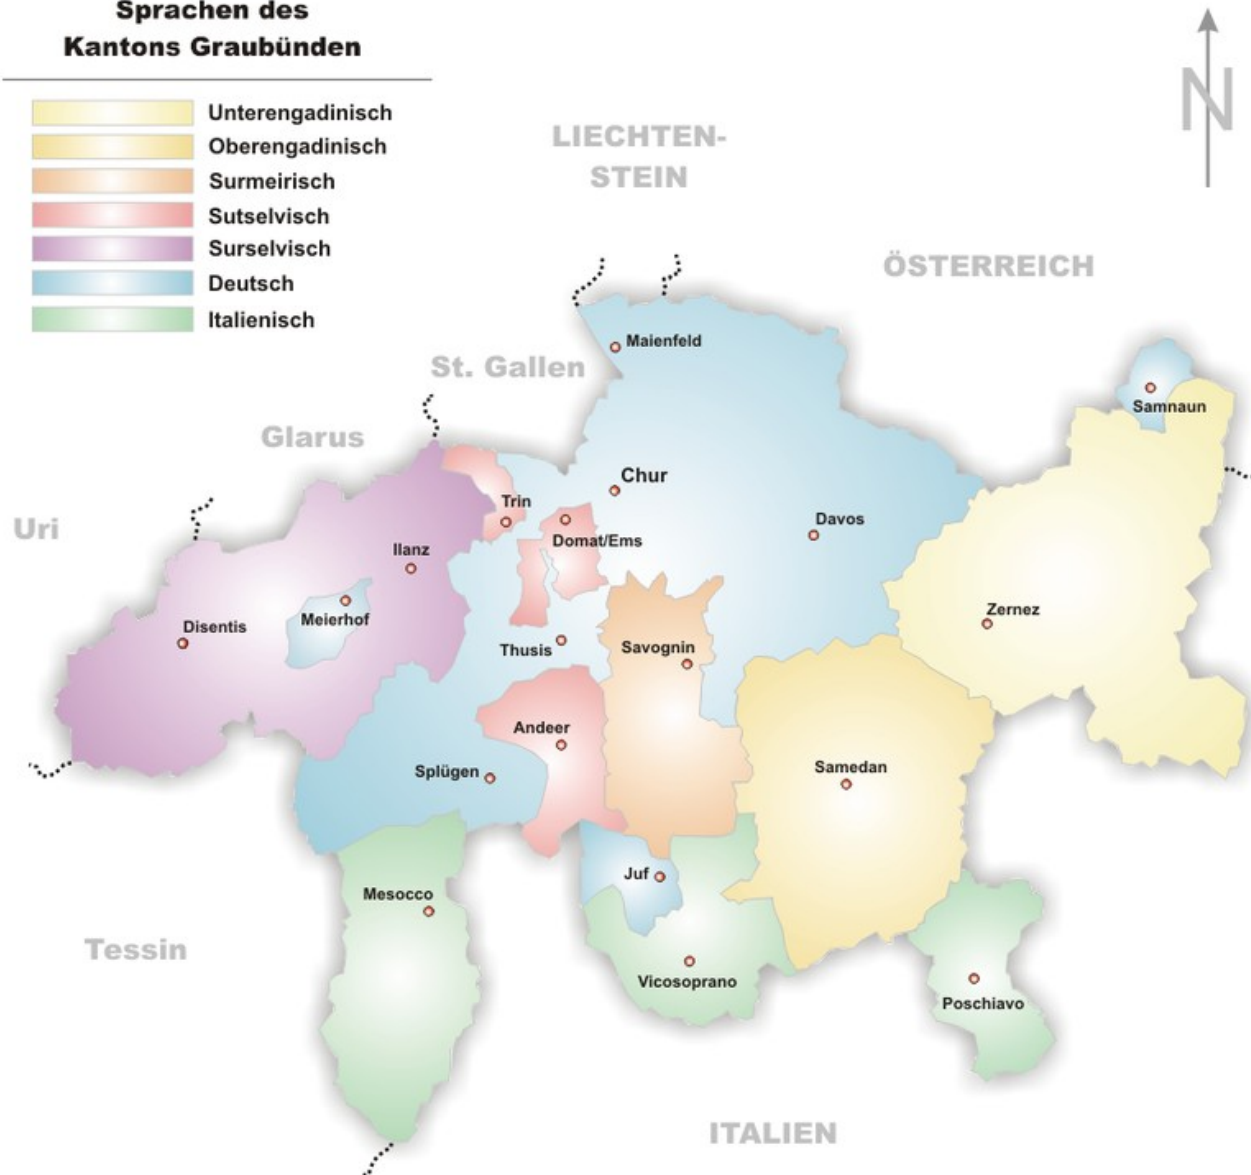 Sprachen des
Kantons Graubünden
Unterengadinisch
Oberengadinisch
Surmeirisch
Sutselvisch
Surselvisch
Deutsch
Italienisch
N
LIECHTEN-
STEIN
ÖSTERREICH
St. Gallen
Glarus
Uri
Tessin
ITALIEN
Maienfeld
Samnaun
Chur
Trin
Davos
Domat/Ems
Ilanz
Meierhof
Disentis
Zernez
Thusis
Savognin
Andeer
Splügen
Samedan
Juf
Mesocco
Vicosoprano
Poschiavo